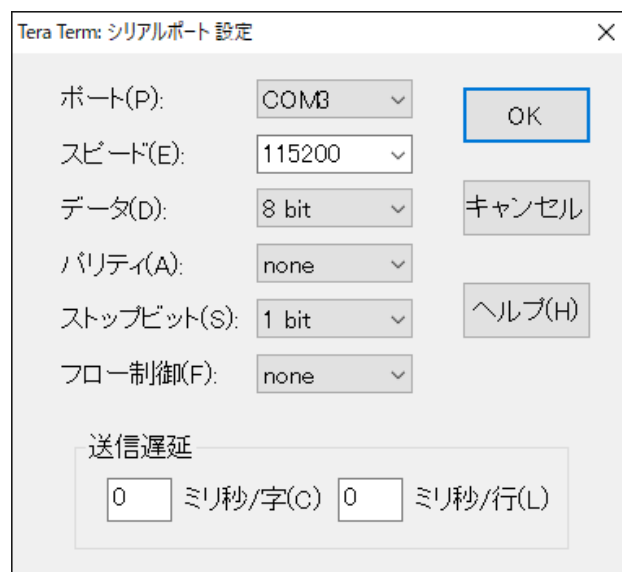 Tera Term: シリアルポート 設定
ポート(P): COM3
OK
スピード(E): 115200
データ(D): 8 bit
キャンセル
パリティ(A): none
ストップビット(S): 1 bit
ヘルプ(H)
フロー制御(F): none
送信遅延
0 ミリ秒/字(C) 0 ミリ秒/行(L)